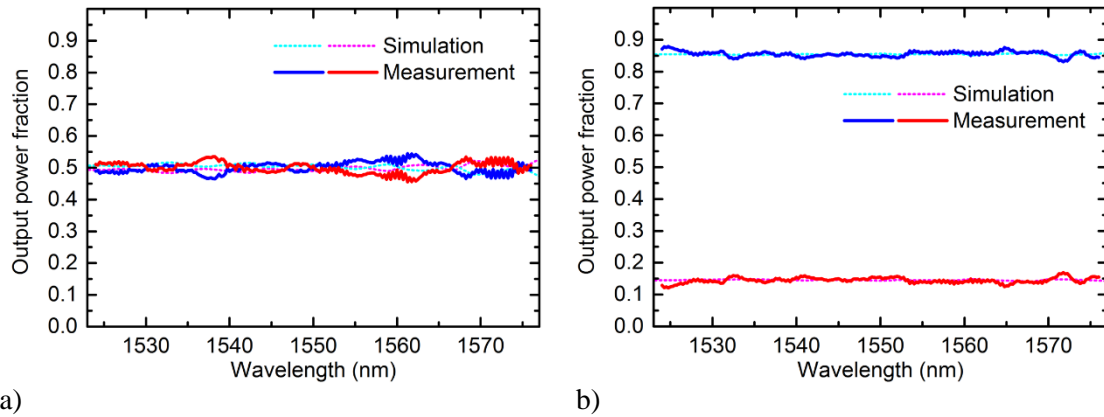 0.9
0.8
0.7
0.6
0.5
0.4
0.3
0.2
0.1
0.0
Output power fraction
Simulation
Measurement
1530 1540 1550 1560 1570
Wavelength (nm)
a)
0.9
0.8
0.7
0.6
0.5
0.4
0.3
0.2
0.1
0.0
Output power fraction
Simulation
Measurement
1530 1540 1550 1560 1570
Wavelength (nm)
b)